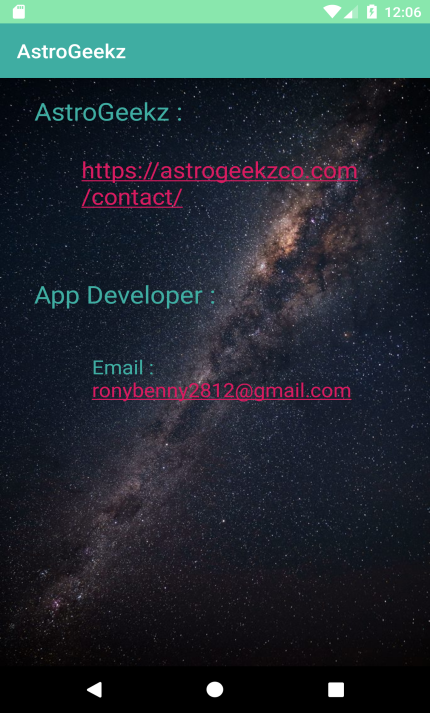 12:06
AstroGeekz
AstroGeekz :
https://astrogeekzco.com
/contact/
App Developer :
Email :
ronybenny2812@gmail.com